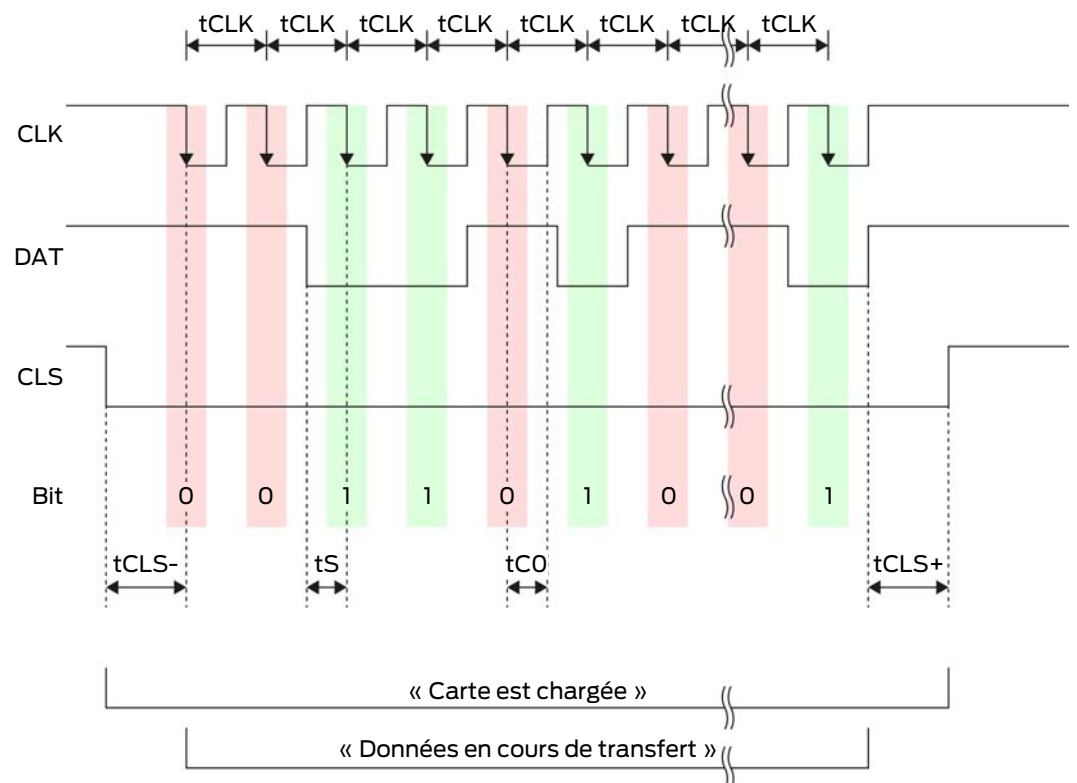 tCLK tCLK tCLK tCLK tCLK tCLK tCLK tCLK
CLK
DAT
CLS
Bit 0 0 1 1 0 1 0 0 1
tCLS- tS tC0 tCLS+
« Carte est chargée »
« Données en cours de transfert »